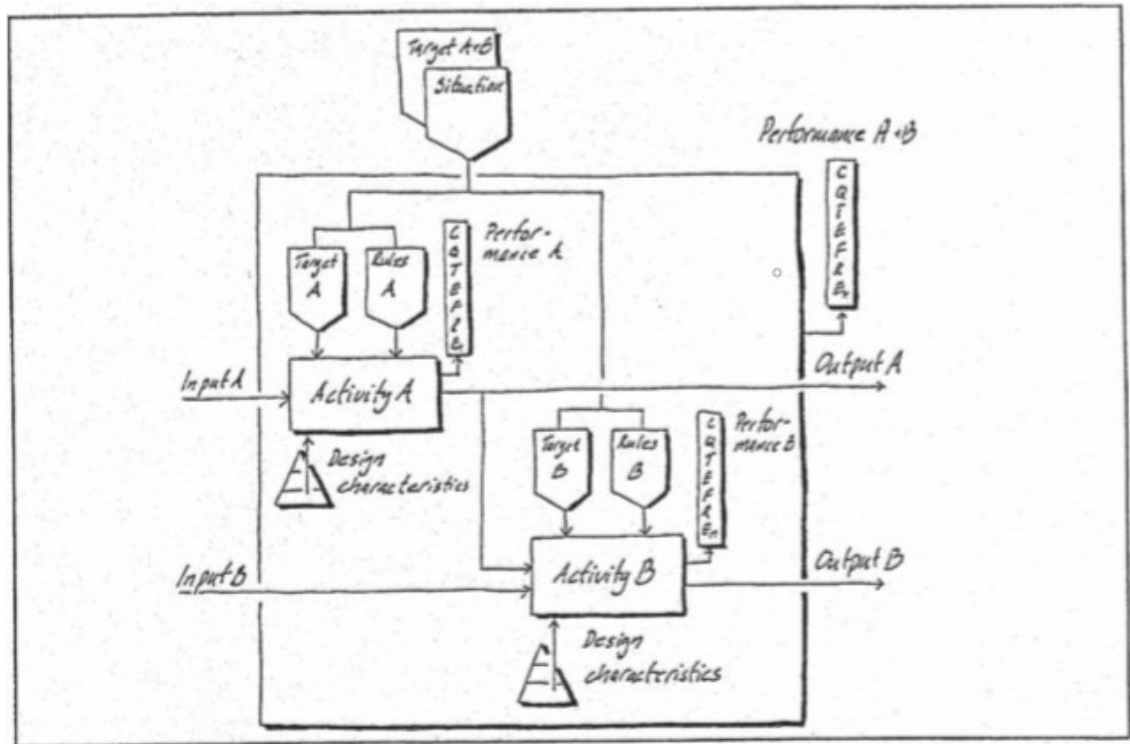 Target A+B
Situation
Performance A+B
C
Q
T
E
F
R
En
Target
A
Rules
A
C
Q
T
E
F
R
En
Perfor-
mance A
Input A
Activity A
Output A
Design
characteristics
Target
B
Rules
B
C
Q
T
E
F
R
En
Perfor-
mance B
Input B
Activity B
Output B
Design
characteristics